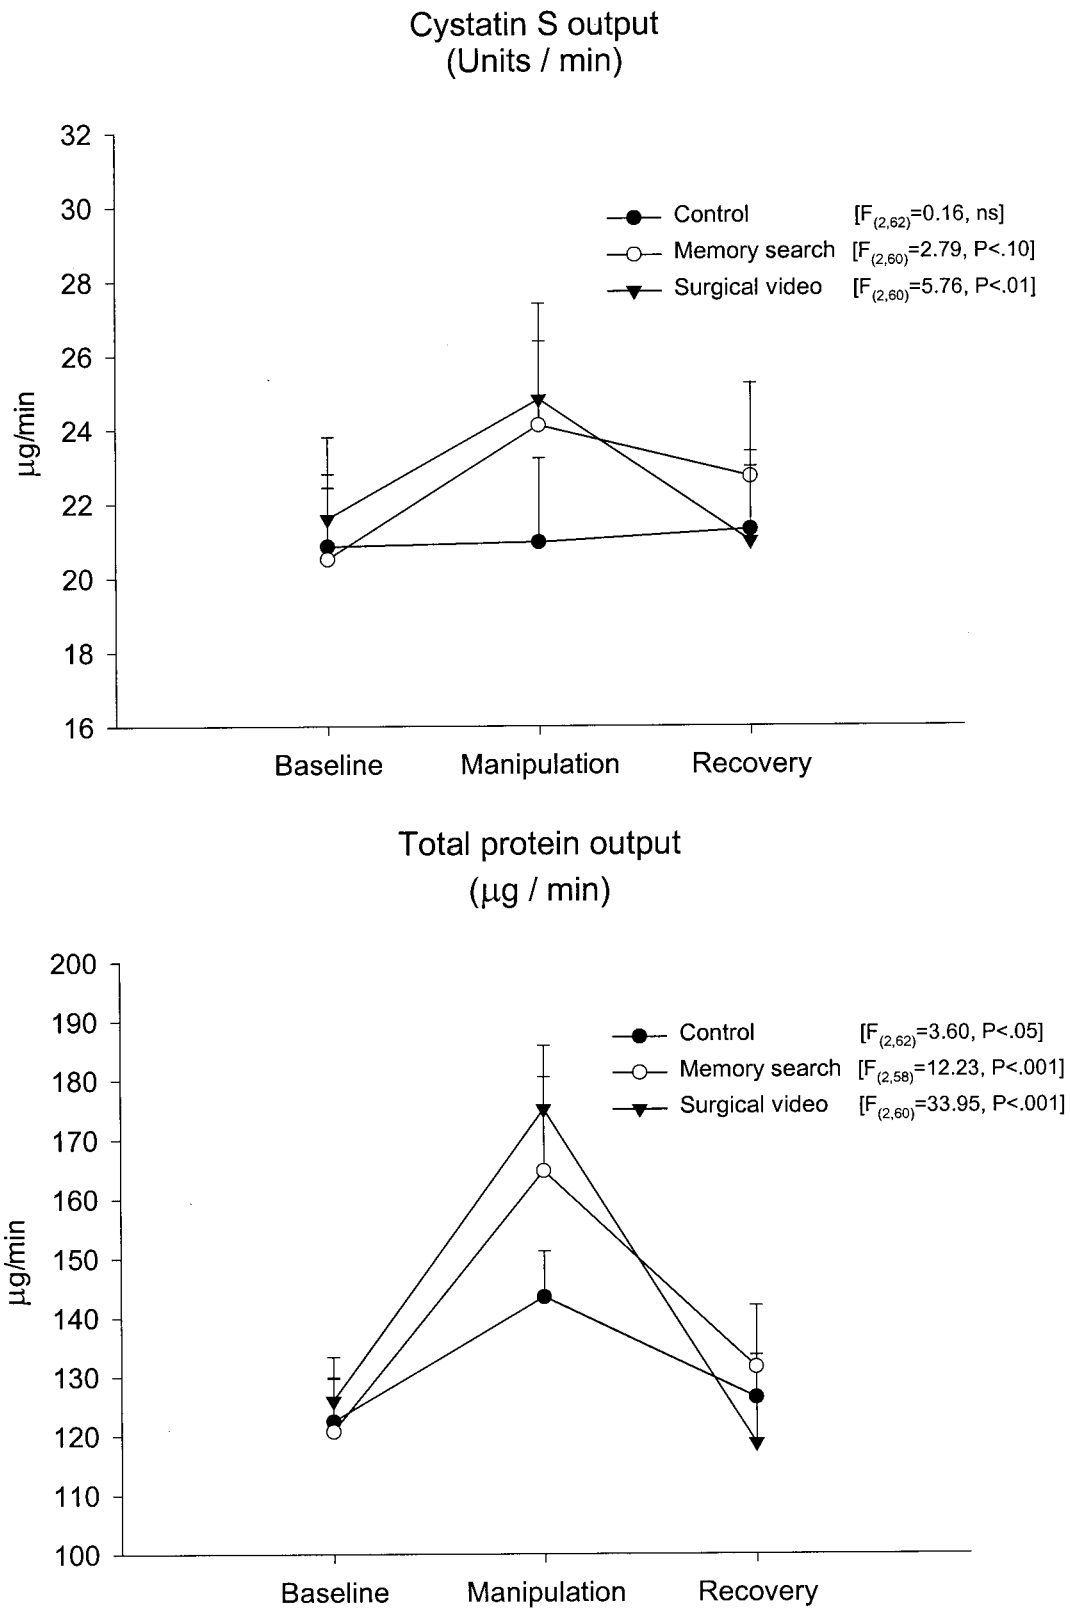 Cystatin S output
(Units / min)
32
30
28
26
24
22
20
18
16
μg/min
Control [F(2,62)=0.16, ns]
Memory search [F(2,60)=2.79, P<.10]
Surgical video [F(2,60)=5.76, P<.01]
Baseline Manipulation Recovery
Total protein output
(μg / min)
200
190
180
170
160
150
140
130
120
110
100
μg/min
Control [F(2,62)=3.60, P<.05]
Memory search [F(2,58)=12.23, P<.001]
Surgical video [F(2,60)=33.95, P<.001]
Baseline Manipulation Recovery